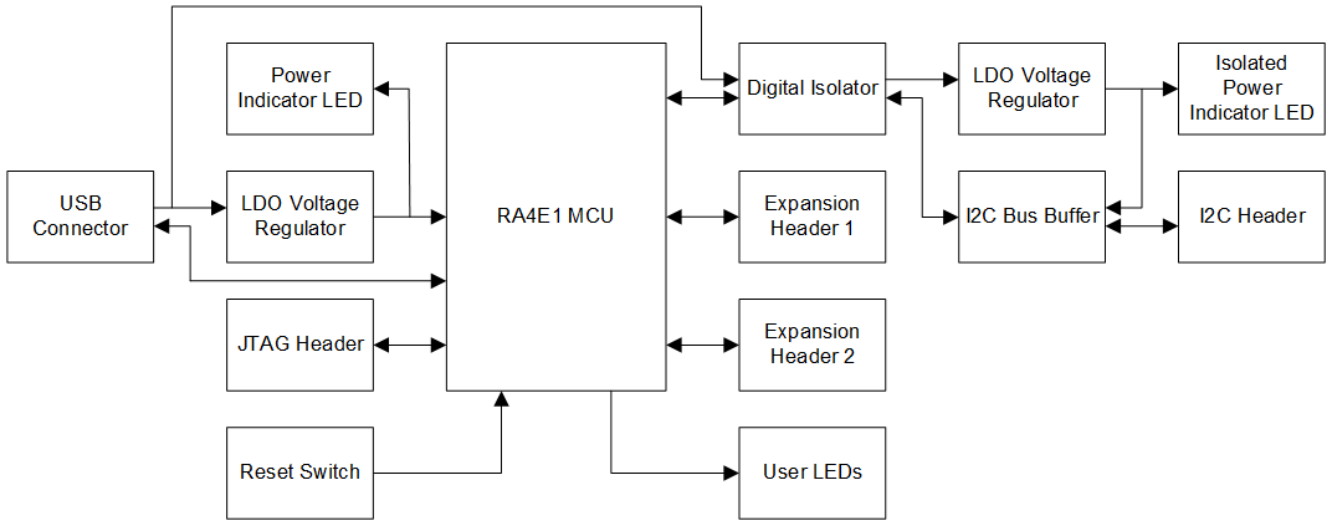 Power
Indicator LED
Digital Isolator
LDO Voltage
Regulator
Isolated
Power
Indicator LED
USB
Connector
LDO Voltage
Regulator
RA4E1 MCU
Expansion
Header 1
I2C Bus Buffer
I2C Header
JTAG Header
Expansion
Header 2
Reset Switch
User LEDs